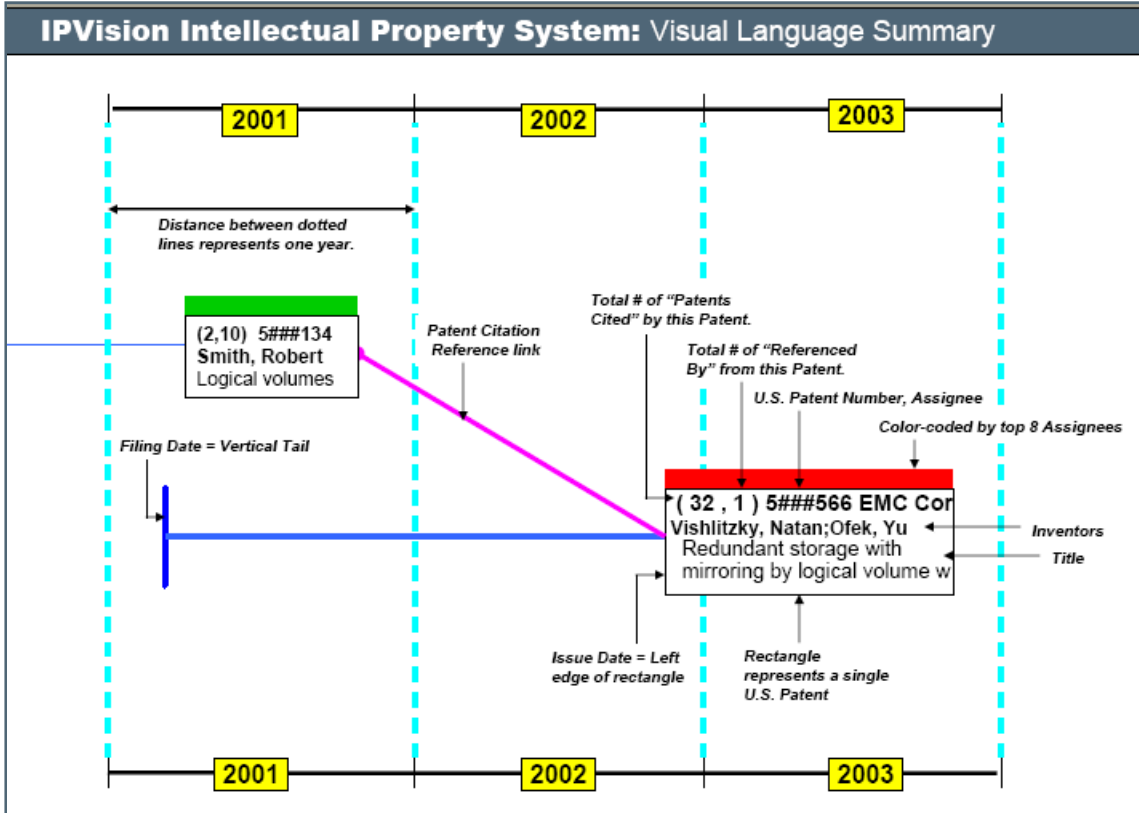 IPVision Intellectual Property System: Visual Language Summary
2001
2002
2003
Distance between dotted
lines represents one year.
(2,10) 5###134
Smith, Robert
Logical volumes
Patent Citation
Reference link
Total # of “Patents
Cited” by this Patent.
Total # of “Referenced
By” from this Patent.
U.S. Patent Number, Assignee
Color-coded by top 8 Assignees
Filing Date = Vertical Tail
( 32 , 1 ) 5###566 EMC Cor
Vishlitzky, Natan;Ofek, Yu
Redundant storage with
mirroring by logical volume w
Inventors
Title
Issue Date = Left
edge of rectangle
Rectangle
represents a single
U.S. Patent
2001
2002
2003